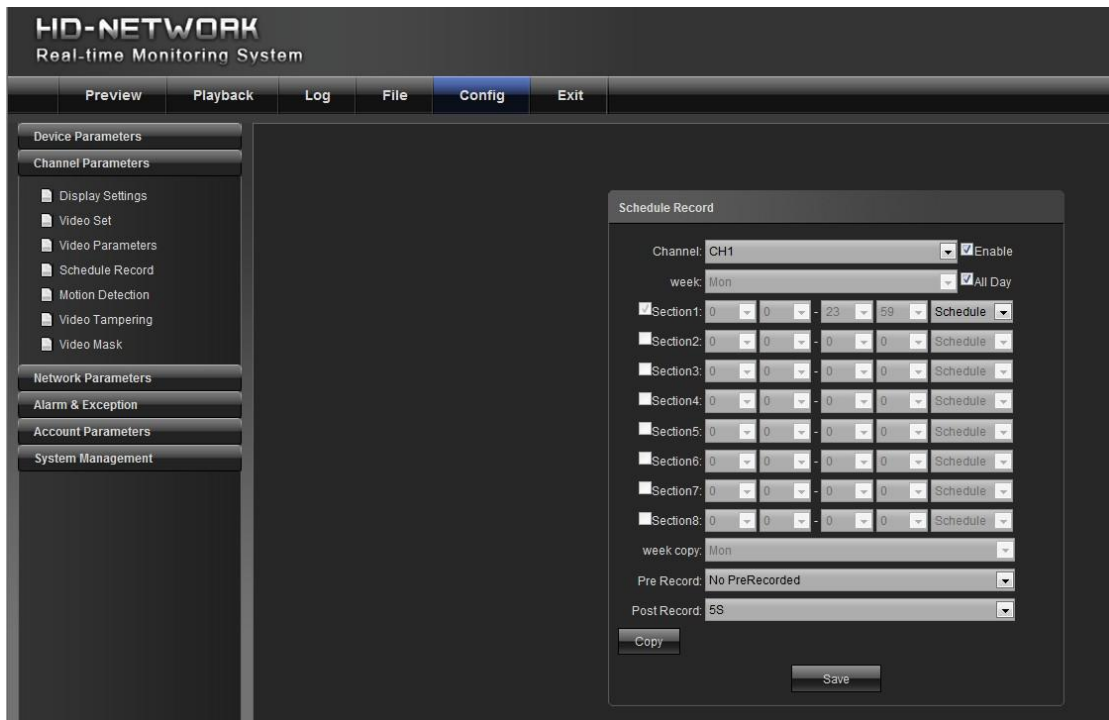 HD-NETWORK
Real-time Monitoring System
Preview Playback Log File Config Exit
Device Parameters
Channel Parameters
Display Settings
Video Set
Video Parameters
Schedule Record
Motion Detection
Video Tampering
Video Mask
Network Parameters
Alarm & Exception
Account Parameters
System Management
Schedule Record
Channel: CH1 Enable
week: Mon All Day
Section1: 0 0 - 23 59 Schedule
Section2: 0 0 - 0 0 Schedule
Section3: 0 0 - 0 0 Schedule
Section4: 0 0 - 0 0 Schedule
Section5: 0 0 - 0 0 Schedule
Section6: 0 0 - 0 0 Schedule
Section7: 0 0 - 0 0 Schedule
Section8: 0 0 - 0 0 Schedule
week copy: Mon
Pre Record: No PreRecorded
Post Record: 5S
Copy
Save